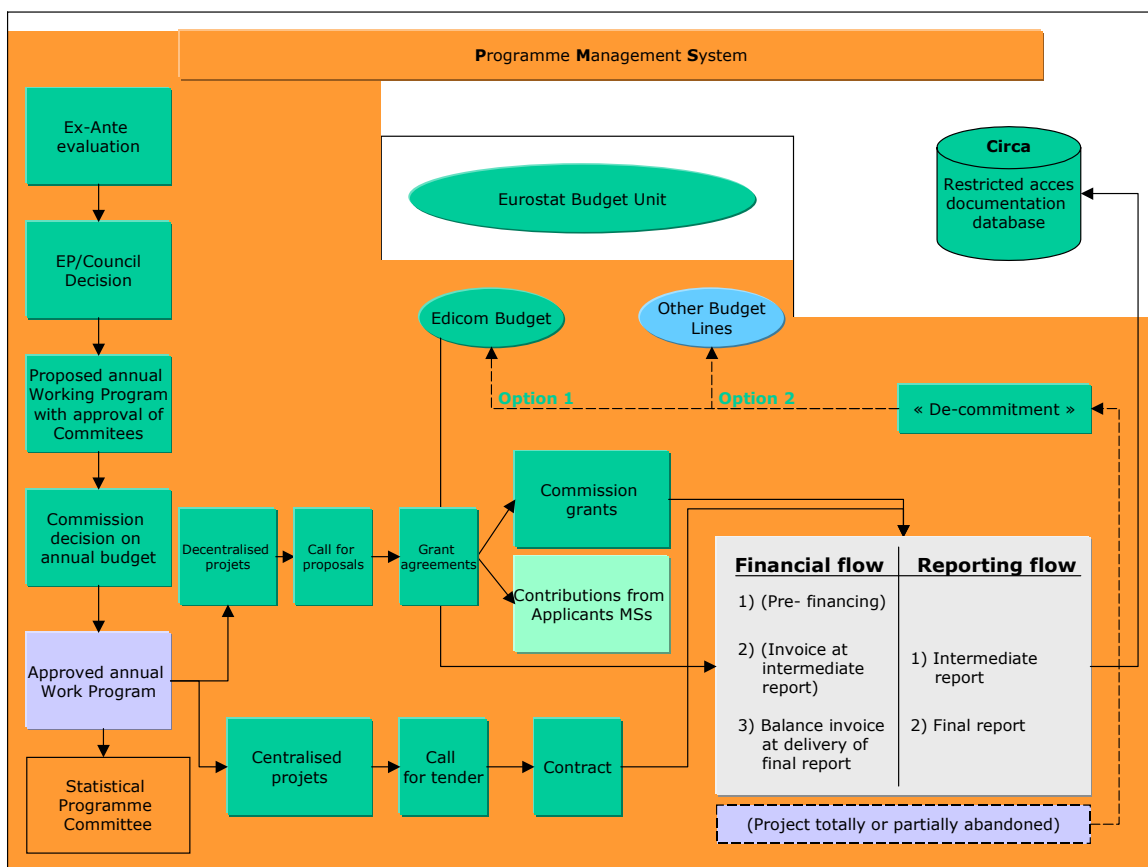 Programme Management System
Ex-Ante
evaluation
EP/Council
Decision
Proposed annual
Working Program
with approval of
Commitees
Commission
decision on
annual budget
Approved annual
Work Program
Statistical
Programme
Committee
Eurostat Budget Unit
Circa
Restricted acces
documentation
database
Edicom Budget
Other Budget
Lines
Option 1
Option 2
« De-commitment »
Decentralised
projets
Call for
proposals
Grant
agreements
Commission
grants
Contributions from
Applicants MSs
Centralised
projets
Call
for tender
Contract
Financial flow
1) (Pre- financing)
2) (Invoice at
intermediate
report)
3) Balance invoice
at delivery of
final report
Reporting flow
1) Intermediate
report
2) Final report
(Project totally or partially abandoned)